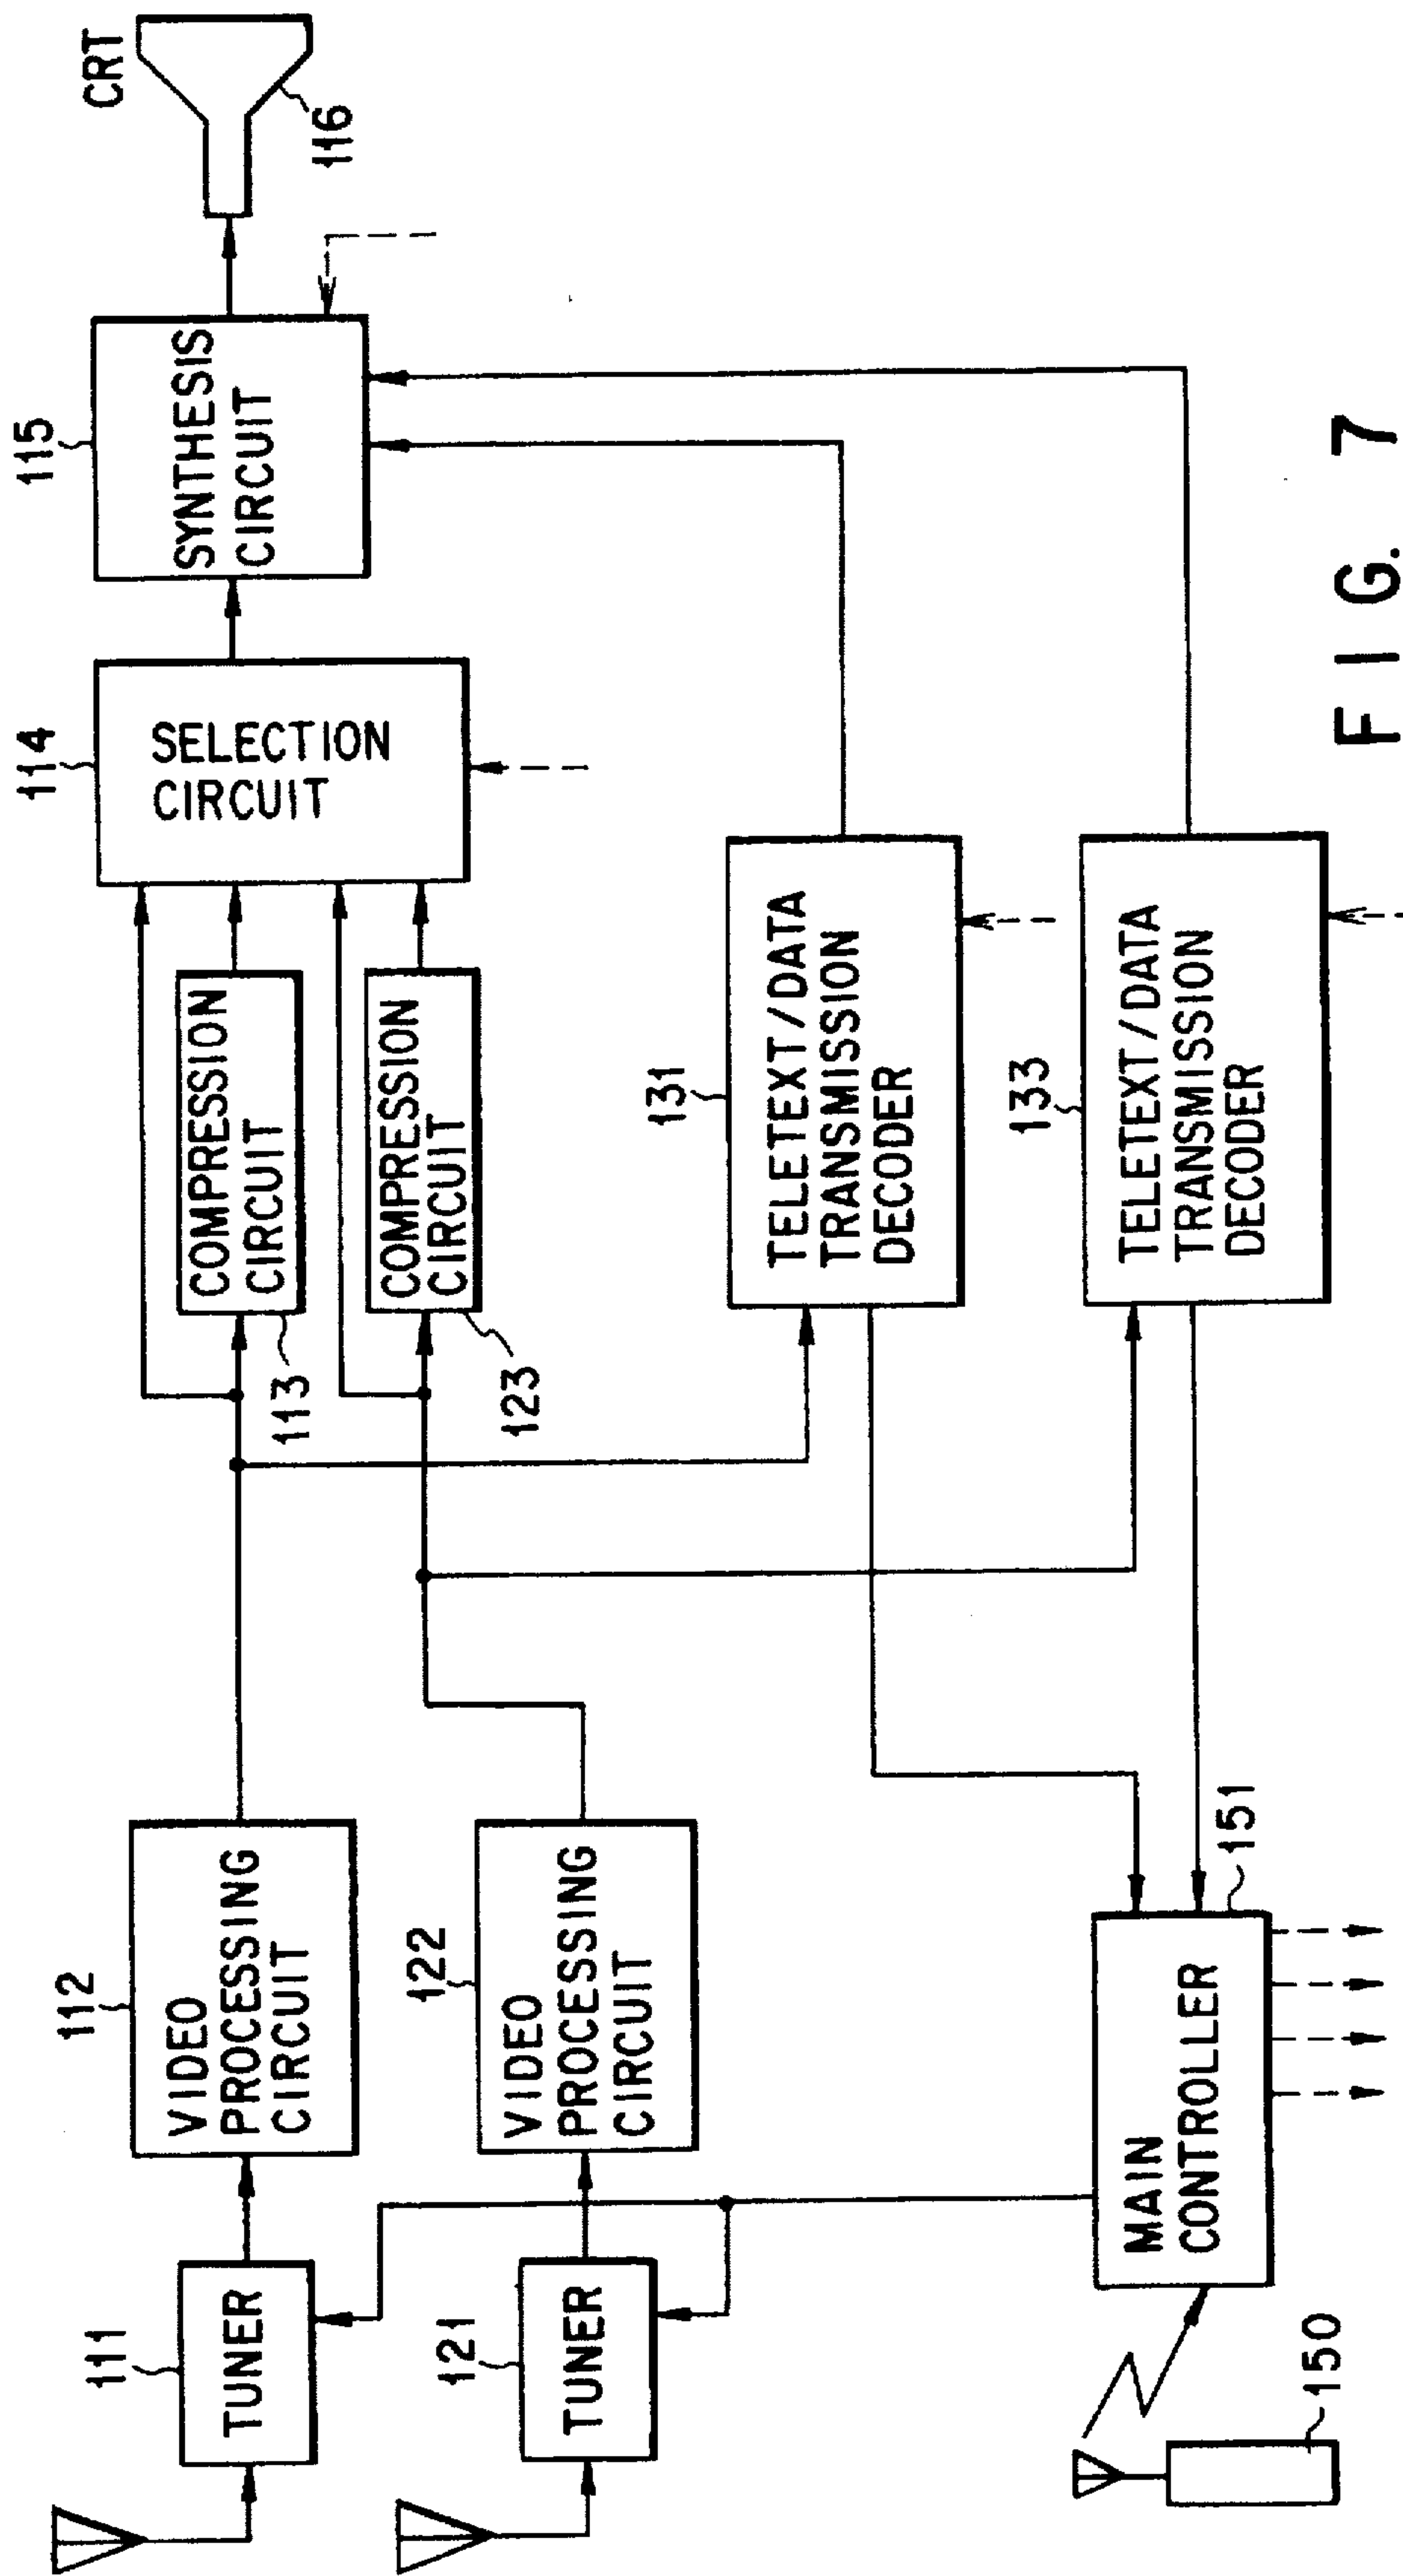 111
TUNER
112
VIDEO
PROCESSING
CIRCUIT
COMPRESSION
CIRCUIT
113
114
SELECTION
CIRCUIT
115
SYNTHESIS
CIRCUIT
CRT
116
121
TUNER
122
VIDEO
PROCESSING
CIRCUIT
COMPRESSION
CIRCUIT
123
131
TELETEXT/DATA
TRANSMISSION
DECODER
133
TELETEXT/DATA
TRANSMISSION
DECODER
MAIN
CONTROLLER
151
150
FIG. 7